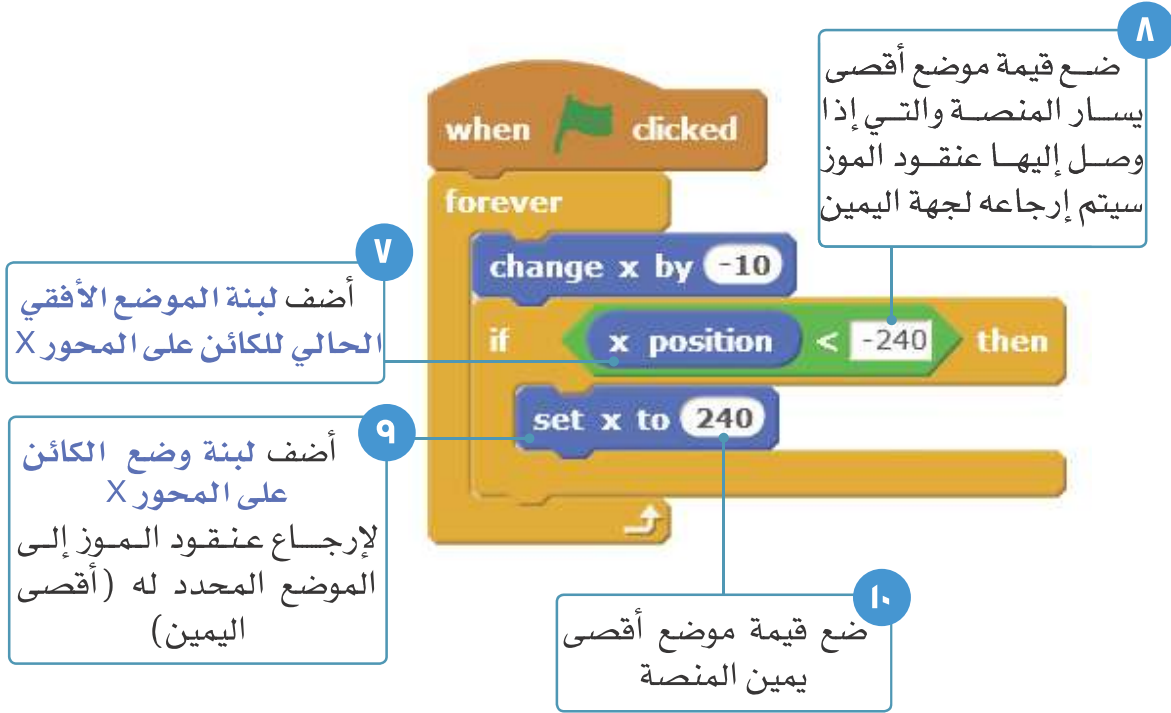 ٨
ضع قيمة موضع أقصى
يسار المنصة والتي إذا
وصل إليها عنقود الموز
سيتم إرجاعه لجهة اليمين
when clicked
forever
change x by -10
if x position < -240 then
set x to 240
٧
أضف لبنة الموضع الأفقي
الحالي للكائن على المحور X
٩
أضف لبنة وضع الكائن
على المحور X
لإرجاع عنقود الموز إلى
الموضع المحدد له (أقصى
اليمين)
١٠
ضع قيمة موضع أقصى
يمين المنصة